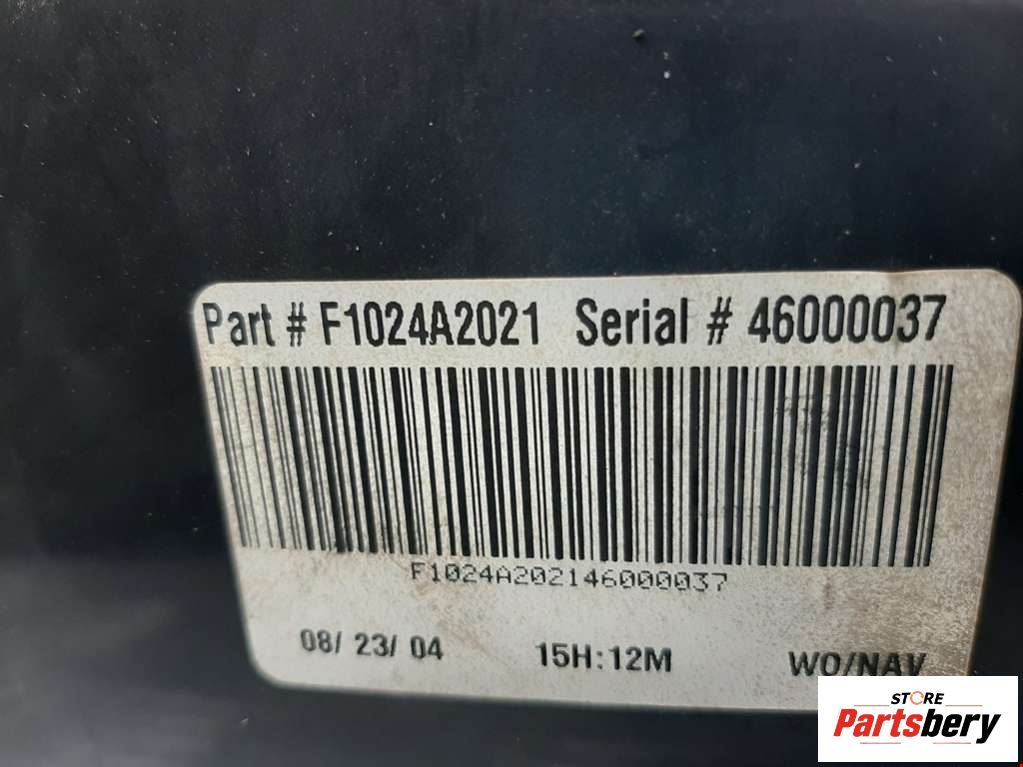 Part # F1024A2021 Serial # 46000037
F1024A202146000037
08/ 23/ 04 15H:12M WO/NAV
STORE
Partsbery